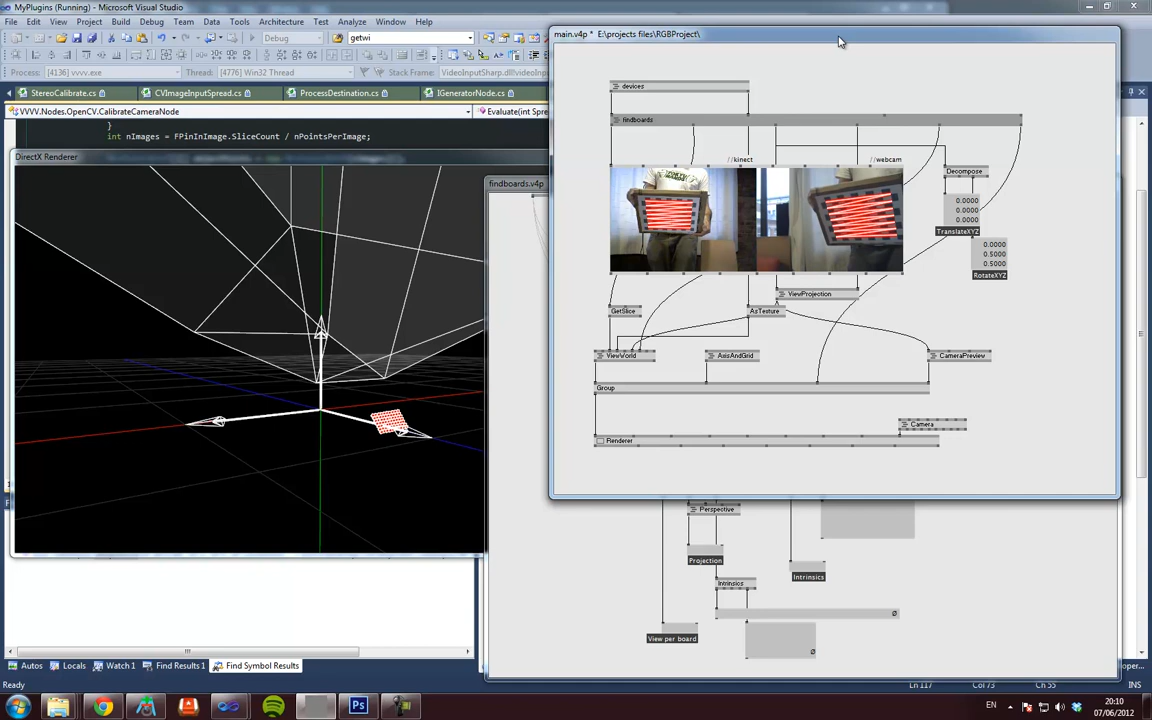 MyPlugins (Running) - Microsoft Visual Studio
File Edit View Project Build Debug Team Data Tools Architecture Test Analyze Window Help
Debug
getwi
Process: [4136] vvvv.exe Thread: [4776] Win32 Thread Stack Frame: VideoInputSharp.dll!videoInpu
StereoCalibrate.cs CVImageInputSpread.cs ProcessDestination.cs IGeneratorNode.cs
VVVV.Nodes.OpenCV.CalibrateCameraNode Evaluate(int Spre
}
int nImages = FPinInImage.SliceCount / nPointsPerImage;
DirectX Renderer
findboards.v4p
main.v4p * E:\projects files\RGBProject\
devices
findboards
//kinect //webcam
Decompose
0.0000
0.0000
0.0000
TranslateXYZ
0.0000
0.5000
0.5000
RotateXYZ
ViewProjection
GetSlice AsTexture
ViewWorld AxisAndGrid CameraPreview
Group
Camera
Renderer
Perspective
Projection
Intrinsics
Intrinsics
View per board
Autos Locals Watch 1 Find Results 1 Find Symbol Results
Ready Ln 117 Col 73 Ch 55 INS
EN 20:10
07/06/2012